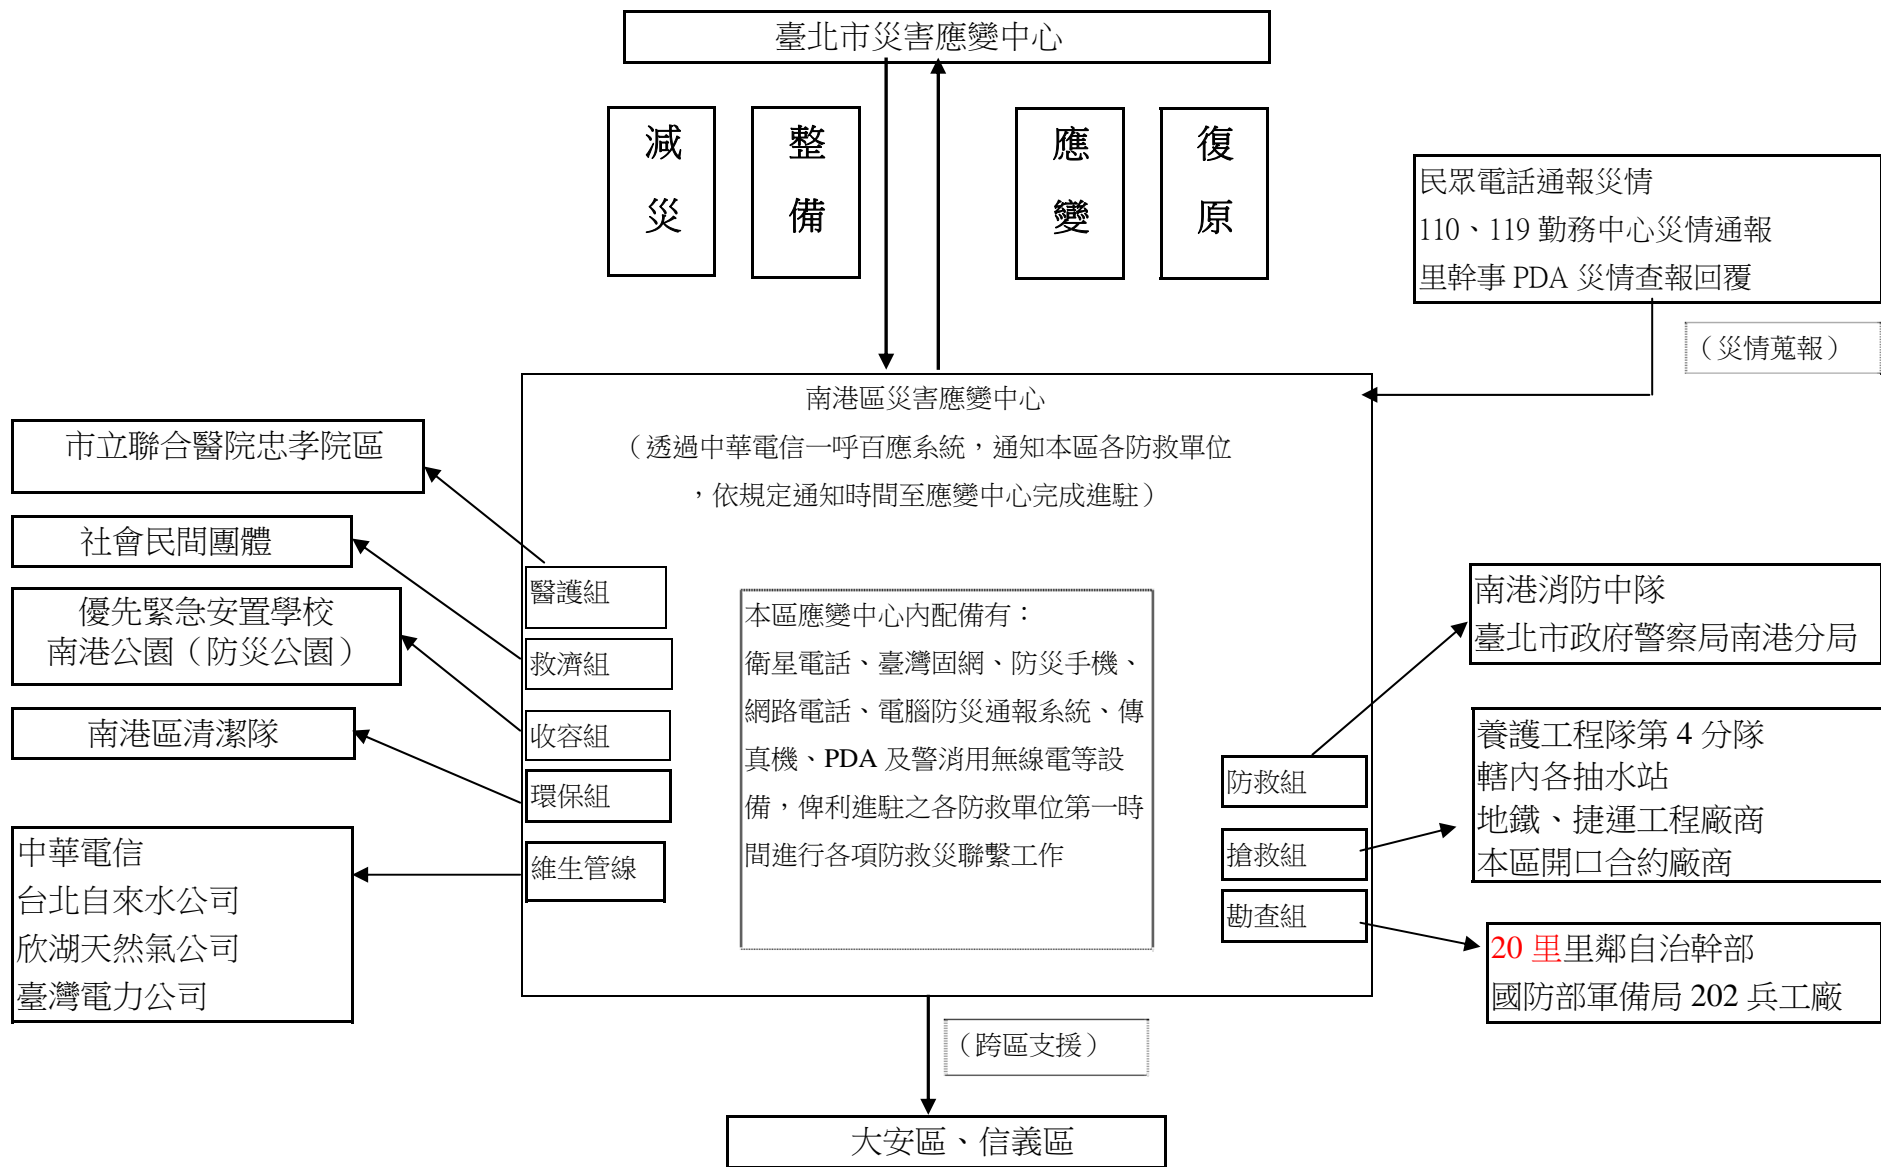 臺北市災害應變中心
減災
整備
應變
復原
民眾電話通報災情
110、119 勤務中心災情通報
里幹事 PDA 災情查報回覆
（災情蒐報）
南港區災害應變中心
（透過中華電信一呼百應系統，通知本區各防救單位
，依規定通知時間至應變中心完成進駐）
市立聯合醫院忠孝院區
社會民間團體
優先緊急安置學校
南港公園（防災公園）
南港區清潔隊
中華電信
台北自來水公司
欣湖天然氣公司
臺灣電力公司
醫護組
救濟組
收容組
環保組
維生管線
本區應變中心內配備有：
衛星電話、臺灣固網、防災手機、
網路電話、電腦防災通報系統、傳
真機、PDA 及警消用無線電等設
備，俾利進駐之各防救單位第一時
間進行各項防救災聯繫工作
防救組
搶救組
勘查組
南港消防中隊
臺北市政府警察局南港分局
養護工程隊第 4 分隊
轄內各抽水站
地鐵、捷運工程廠商
本區開口合約廠商
20 里里鄰自治幹部
國防部軍備局 202 兵工廠
（跨區支援）
大安區、信義區